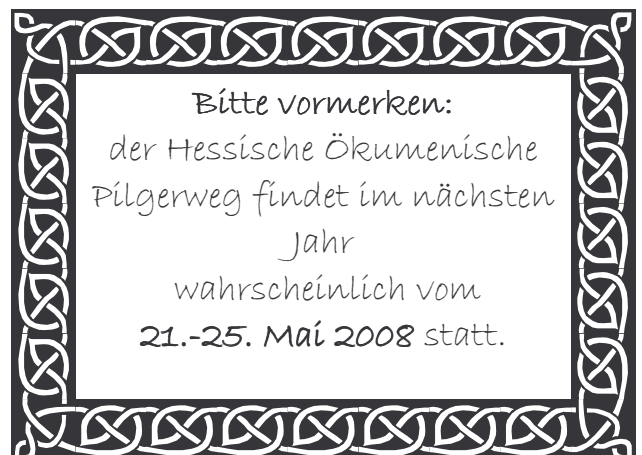 Bitte vormerken:
der Hessische Ökumenische
Pilgerweg findet im nächsten
Jahr
wahrscheinlich vom
21.-25. Mai 2008 statt.